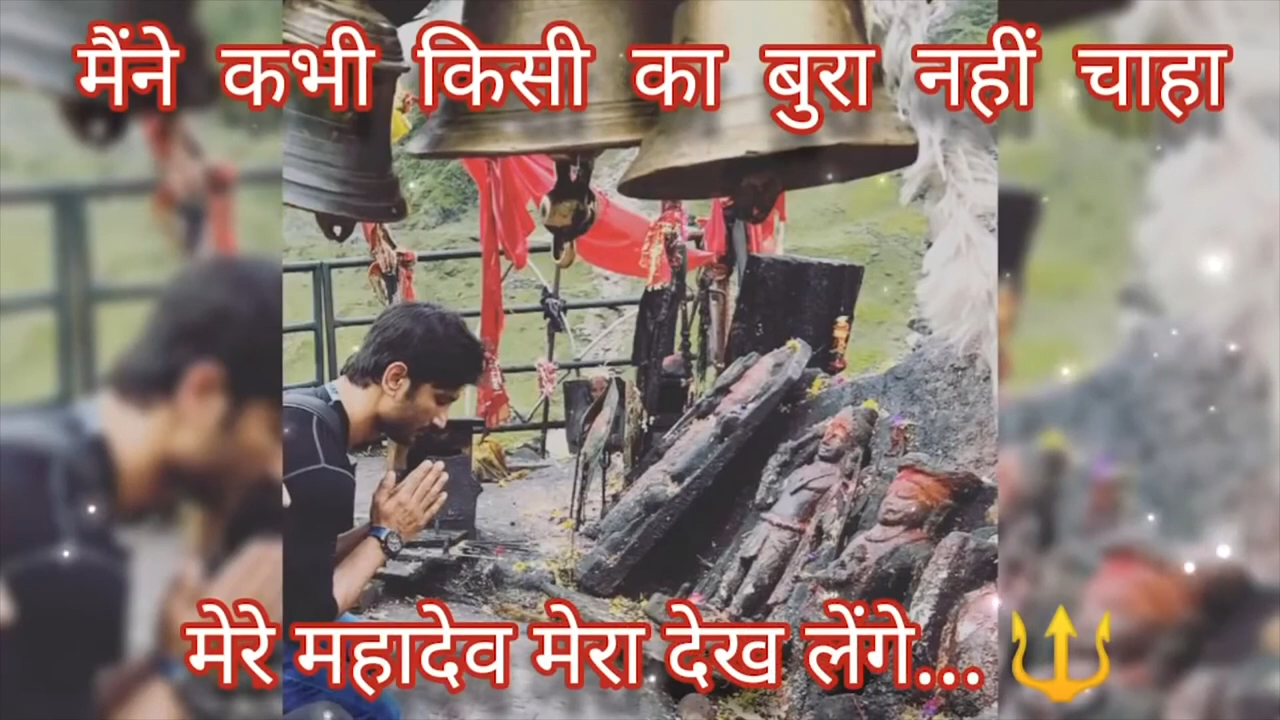 मैंने कभी किसी का बुरा नहीं चाहा
मेरे महादेव मेरा देख लेंगे...